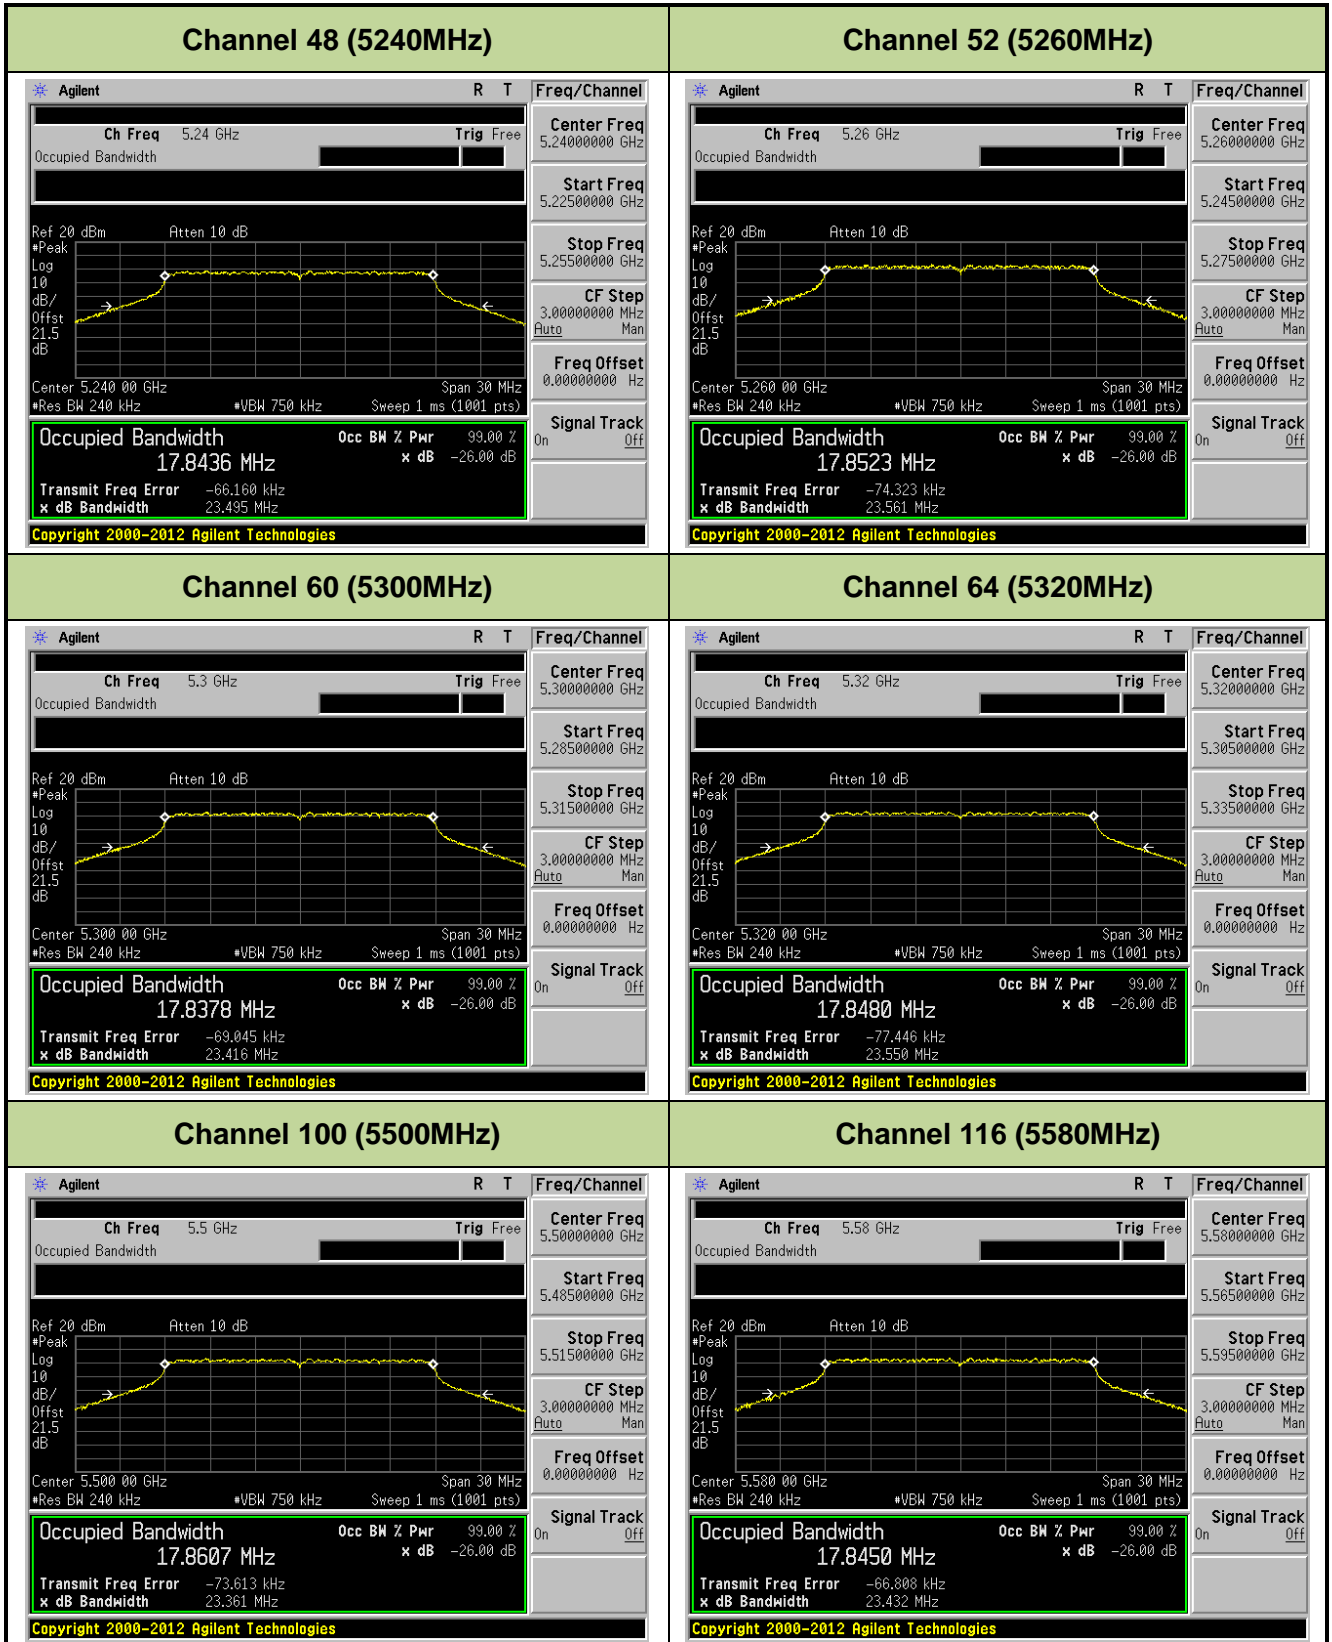 Channel 48 (5240MHz)
Agilent R T Freq/Channel
Ch Freq 5.24 GHz Trig Free
Occupied Bandwidth
Center Freq
5.24000000 GHz
Start Freq
5.22500000 GHz
Stop Freq
5.25500000 GHz
CF Step
3.00000000 MHz
Auto Man
Freq Offset
0.00000000 Hz
Signal Track
On Off
Ref 20 dBm Atten 10 dB
#Peak
Log
10
dB/
Offst
21.5
dB
Center 5.240 00 GHz Span 30 MHz
#Res BW 240 kHz #VBW 750 kHz Sweep 1 ms (1001 pts)
Occupied Bandwidth Occ BW % Pwr 99.00 %
17.8436 MHz x dB -26.00 dB
Transmit Freq Error -66.160 kHz
x dB Bandwidth 23.495 MHz
Copyright 2000-2012 Agilent Technologies
Channel 52 (5260MHz)
Agilent R T Freq/Channel
Ch Freq 5.26 GHz Trig Free
Occupied Bandwidth
Center Freq
5.26000000 GHz
Start Freq
5.24500000 GHz
Stop Freq
5.27500000 GHz
CF Step
3.00000000 MHz
Auto Man
Freq Offset
0.00000000 Hz
Signal Track
On Off
Ref 20 dBm Atten 10 dB
#Peak
Log
10
dB/
Offst
21.5
dB
Center 5.260 00 GHz Span 30 MHz
#Res BW 240 kHz #VBW 750 kHz Sweep 1 ms (1001 pts)
Occupied Bandwidth Occ BW % Pwr 99.00 %
17.8523 MHz x dB -26.00 dB
Transmit Freq Error -74.323 kHz
x dB Bandwidth 23.561 MHz
Copyright 2000-2012 Agilent Technologies
Channel 60 (5300MHz)
Agilent R T Freq/Channel
Ch Freq 5.3 GHz Trig Free
Occupied Bandwidth
Center Freq
5.30000000 GHz
Start Freq
5.28500000 GHz
Stop Freq
5.31500000 GHz
CF Step
3.00000000 MHz
Auto Man
Freq Offset
0.00000000 Hz
Signal Track
On Off
Ref 20 dBm Atten 10 dB
#Peak
Log
10
dB/
Offst
21.5
dB
Center 5.300 00 GHz Span 30 MHz
#Res BW 240 kHz #VBW 750 kHz Sweep 1 ms (1001 pts)
Occupied Bandwidth Occ BW % Pwr 99.00 %
17.8378 MHz x dB -26.00 dB
Transmit Freq Error -69.045 kHz
x dB Bandwidth 23.416 MHz
Copyright 2000-2012 Agilent Technologies
Channel 64 (5320MHz)
Agilent R T Freq/Channel
Ch Freq 5.32 GHz Trig Free
Occupied Bandwidth
Center Freq
5.32000000 GHz
Start Freq
5.30500000 GHz
Stop Freq
5.33500000 GHz
CF Step
3.00000000 MHz
Auto Man
Freq Offset
0.00000000 Hz
Signal Track
On Off
Ref 20 dBm Atten 10 dB
#Peak
Log
10
dB/
Offst
21.5
dB
Center 5.320 00 GHz Span 30 MHz
#Res BW 240 kHz #VBW 750 kHz Sweep 1 ms (1001 pts)
Occupied Bandwidth Occ BW % Pwr 99.00 %
17.8480 MHz x dB -26.00 dB
Transmit Freq Error -77.446 kHz
x dB Bandwidth 23.550 MHz
Copyright 2000-2012 Agilent Technologies
Channel 100 (5500MHz)
Agilent R T Freq/Channel
Ch Freq 5.5 GHz Trig Free
Occupied Bandwidth
Center Freq
5.50000000 GHz
Start Freq
5.48500000 GHz
Stop Freq
5.51500000 GHz
CF Step
3.00000000 MHz
Auto Man
Freq Offset
0.00000000 Hz
Signal Track
On Off
Ref 20 dBm Atten 10 dB
#Peak
Log
10
dB/
Offst
21.5
dB
Center 5.500 00 GHz Span 30 MHz
#Res BW 240 kHz #VBW 750 kHz Sweep 1 ms (1001 pts)
Occupied Bandwidth Occ BW % Pwr 99.00 %
17.8607 MHz x dB -26.00 dB
Transmit Freq Error -73.613 kHz
x dB Bandwidth 23.361 MHz
Copyright 2000-2012 Agilent Technologies
Channel 116 (5580MHz)
Agilent R T Freq/Channel
Ch Freq 5.58 GHz Trig Free
Occupied Bandwidth
Center Freq
5.58000000 GHz
Start Freq
5.56500000 GHz
Stop Freq
5.59500000 GHz
CF Step
3.00000000 MHz
Auto Man
Freq Offset
0.00000000 Hz
Signal Track
On Off
Ref 20 dBm Atten 10 dB
#Peak
Log
10
dB/
Offst
21.5
dB
Center 5.580 00 GHz Span 30 MHz
#Res BW 240 kHz #VBW 750 kHz Sweep 1 ms (1001 pts)
Occupied Bandwidth Occ BW % Pwr 99.00 %
17.8450 MHz x dB -26.00 dB
Transmit Freq Error -66.808 kHz
x dB Bandwidth 23.432 MHz
Copyright 2000-2012 Agilent Technologies